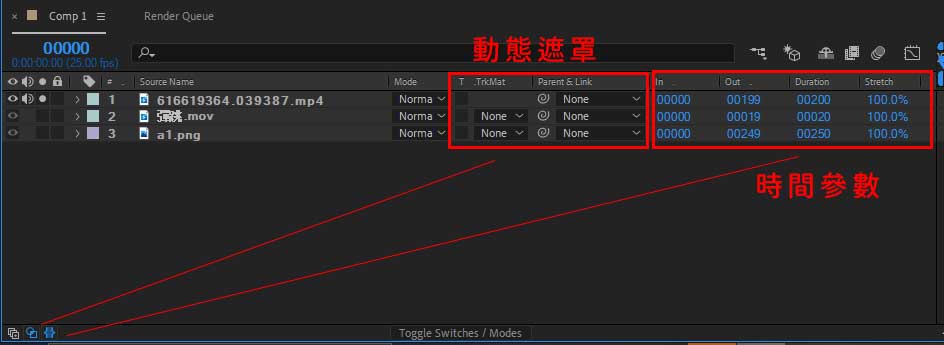 × Comp 1 ≡ Render Queue
00000
0:00:00:00 (25.00 fps)
動態遮罩
# . Source Name Mode T .TrkMat Parent & Link In Out Duration Stretch
1 616619364.039387.mp4 Norma None 00000 00199 00200 100.0%
2 .mov Norma None None 00000 00019 00020 100.0%
3 a1.png Norma None None 00000 00249 00250 100.0%
時間參數
Toggle Switches / Modes